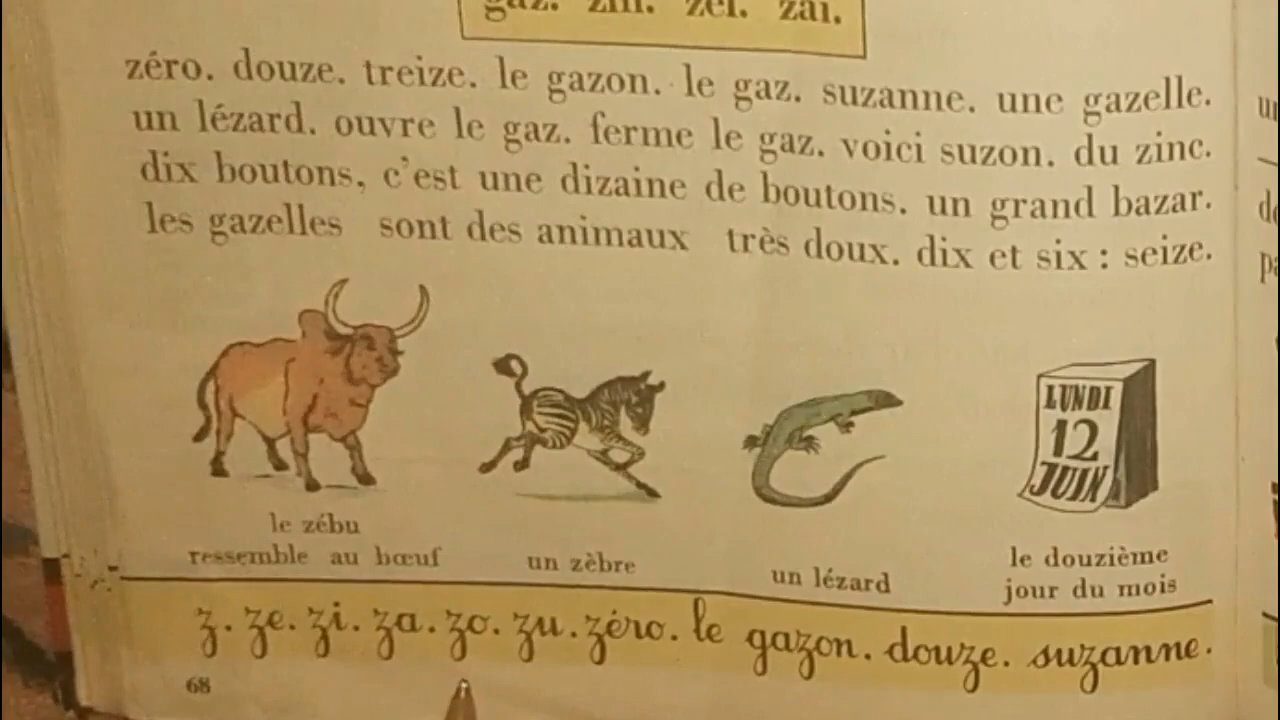 gaz. zin. zei. zai.
zéro. douze. treize. le gazon. le gaz. suzanne. une gazelle.
un lézard. ouvre le gaz. ferme le gaz. voici suzon. du zinc.
dix boutons, c'est une dizaine de boutons. un grand bazar.
les gazelles sont des animaux très doux. dix et six : seize.
LUNDI
12
JUIN
le zébu
ressemble au bœuf
un zèbre
un lézard
le douzième
jour du mois
z. ze. zi. za. zo. zu. zéro. le gazon. douze. suzanne.
68